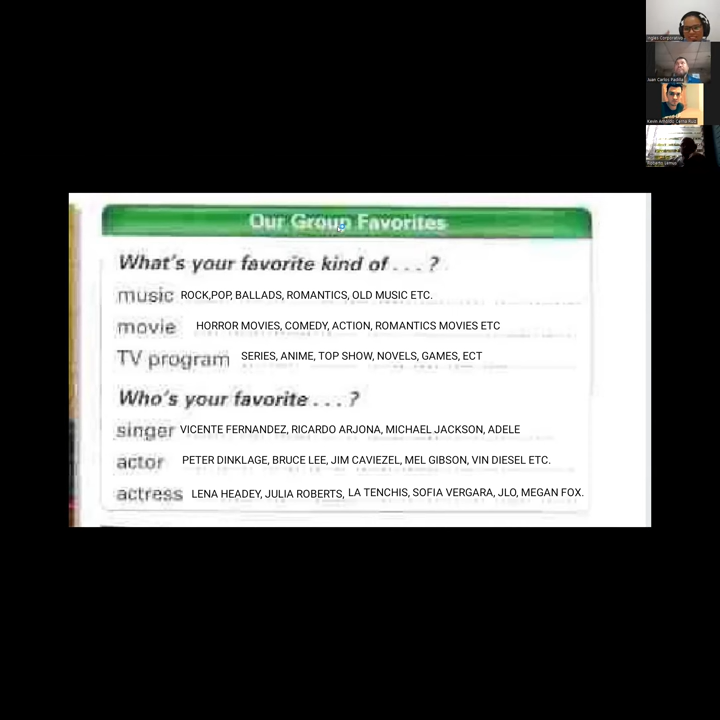 Our Group Favorites
What's your favorite kind of . . . ?
music ROCK,POP, BALLADS, ROMANTICS, OLD MUSIC ETC.
movie HORROR MOVIES, COMEDY, ACTION, ROMANTICS MOVIES ETC
TV program SERIES, ANIME, TOP SHOW, NOVELS, GAMES, ECT
Who's your favorite . . . ?
singer VICENTE FERNANDEZ, RICARDO ARJONA, MICHAEL JACKSON, ADELE
actor PETER DINKLAGE, BRUCE LEE, JIM CAVIEZEL, MEL GIBSON, VIN DIESEL ETC.
actress LENA HEADEY, JULIA ROBERTS, LA TENCHIS, SOFIA VERGARA, JLO, MEGAN FOX.
Juan Carlos Padilla